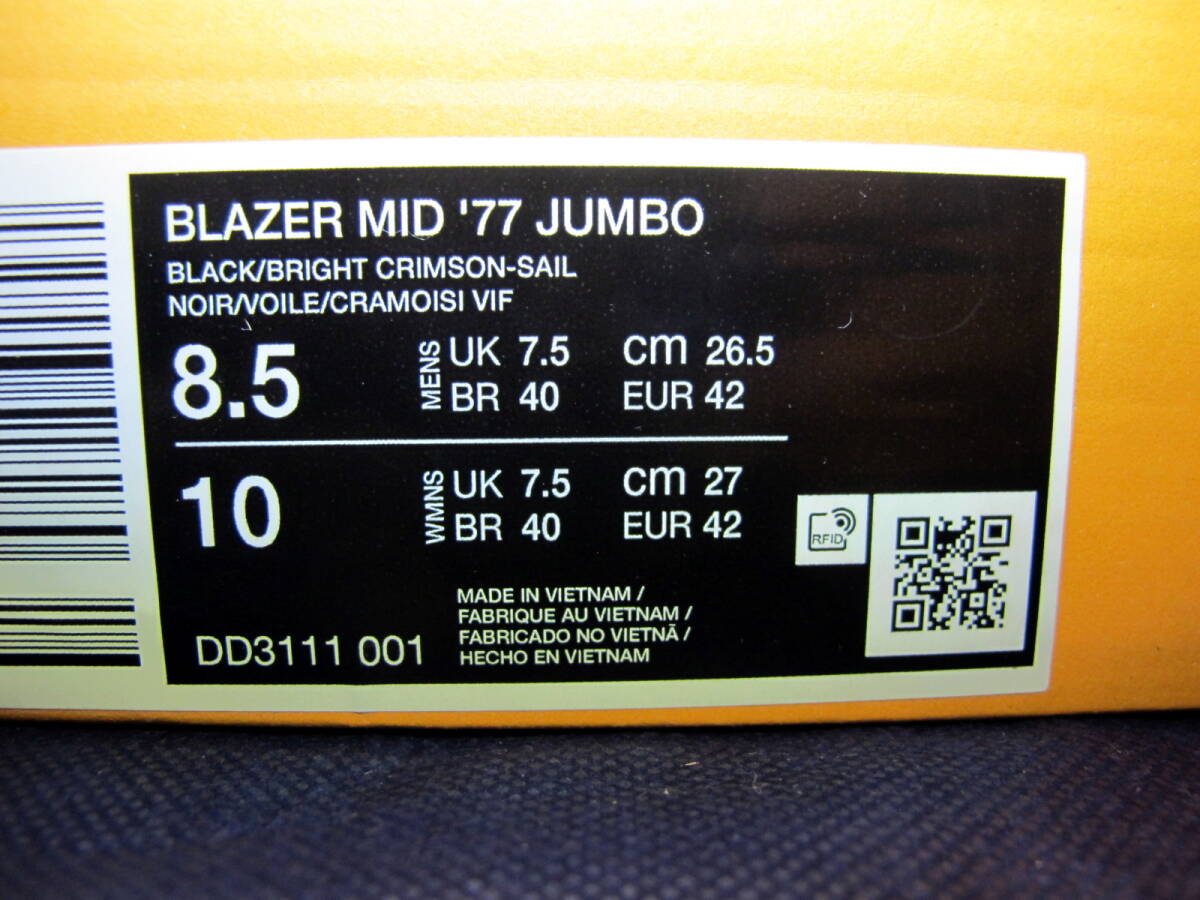 BLAZER MID '77 JUMBO
BLACK/BRIGHT CRIMSON-SAIL
NOIR/VOILE/CRAMOISI VIF
8.5 MENS UK 7.5 CM 26.5
BR 40 EUR 42
10 WMNS UK 7.5 CM 27
BR 40 EUR 42
RFID
MADE IN VIETNAM /
FABRIQUE AU VIETNAM /
FABRICADO NO VIETNÃ /
HECHO EN VIETNAM
DD3111 001